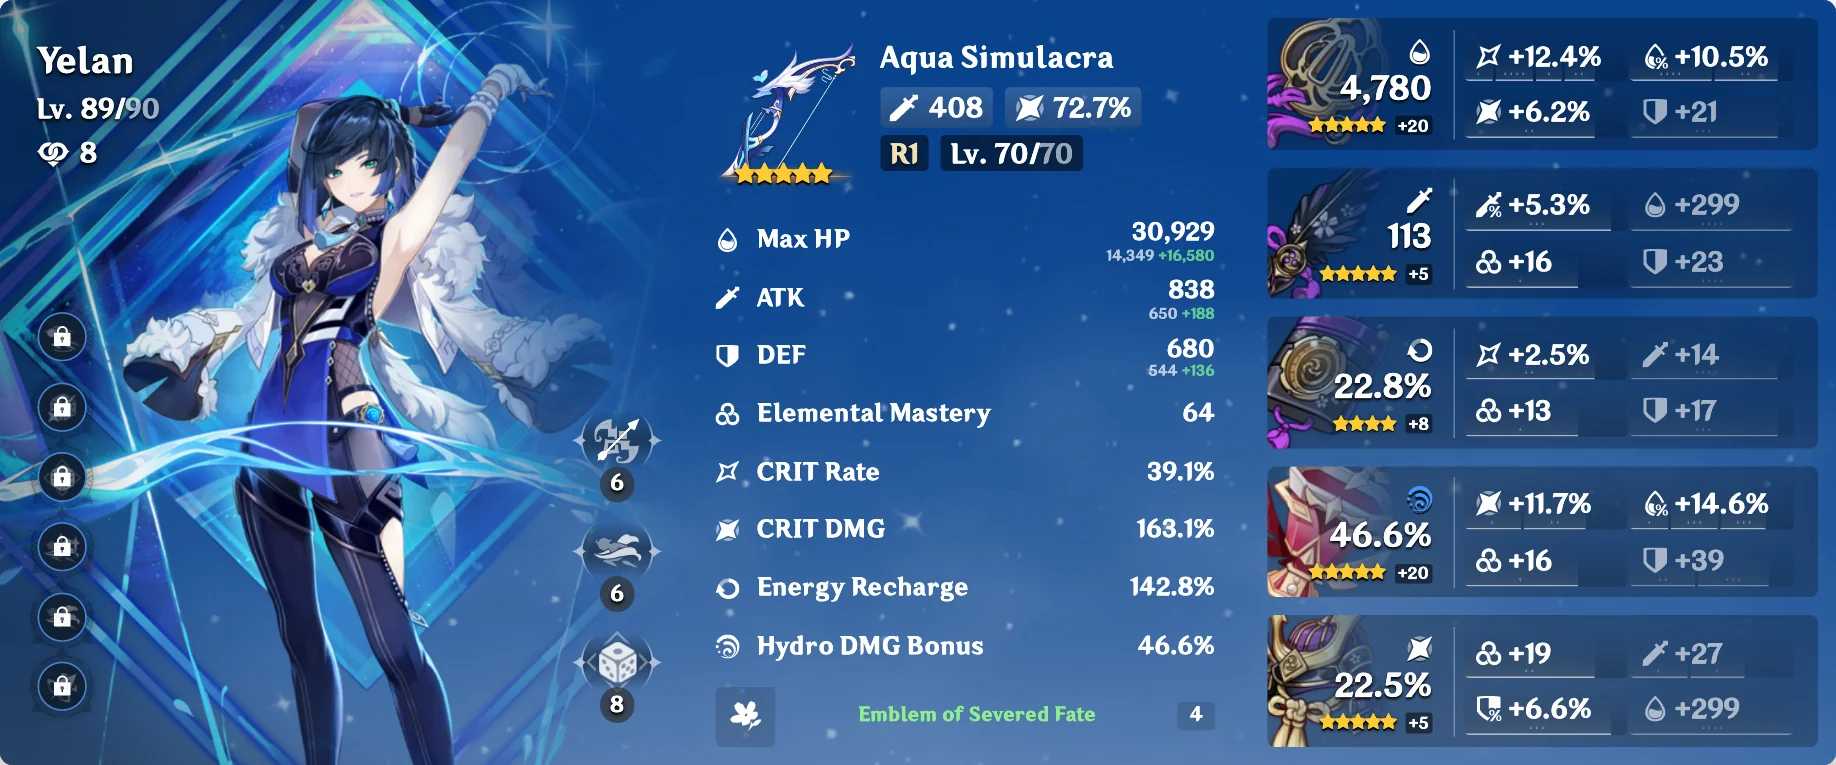 Yelan
Lv. 89/90
8
6
6
8
Aqua Simulacra
408 72.7%
R1 Lv. 70/70
Max HP 30,929
14,349 +16,580
ATK 838
650 +188
DEF 680
544 +136
Elemental Mastery 64
CRIT Rate 39.1%
CRIT DMG 163.1%
Energy Recharge 142.8%
Hydro DMG Bonus 46.6%
Emblem of Severed Fate 4
4,780
+20
+12.4% +10.5%
+6.2% +21
113
+5
+5.3% +299
+16 +23
22.8%
+8
+2.5% +14
+13 +17
46.6%
+20
+11.7% +14.6%
+16 +39
22.5%
+5
+19 +27
+6.6% +299